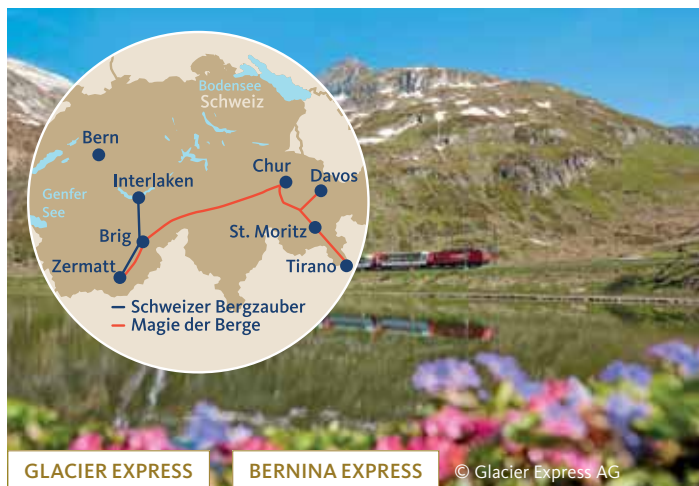 Bodensee
Schweiz
Bern
Chur
Davos
Interlaken
Genfer
See
St. Moritz
Brig
Zermatt
Tirano
Schweizer Bergzauber
Magie der Berge
GLACIER EXPRESS
BERNINA EXPRESS
© Glacier Express AG